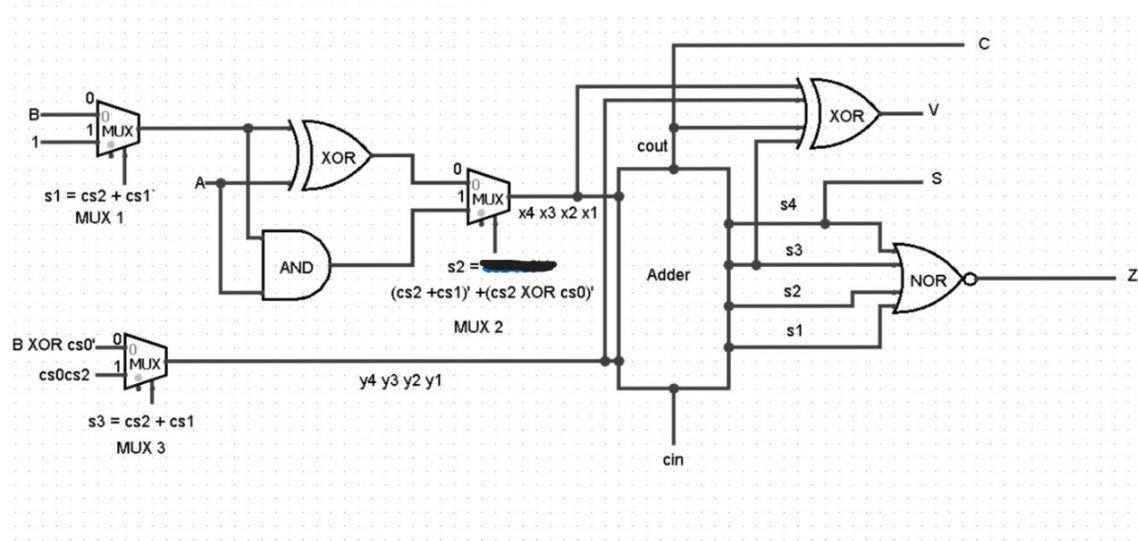 C
0
B
0
1
MUX
1
s1 = cs2 + cs1`
MUX 1
XOR
A
AND
0
0
1
MUX
x4 x3 x2 x1
s2 =
(cs2 +cs1)' +(cs2 XOR cs0)'
MUX 2
B XOR cs0'
0
0
1
MUX
cs0cs2
s3 = cs2 + cs1
MUX 3
y4 y3 y2 y1
cout
Adder
cin
XOR
V
S
s4
s3
s2
s1
NOR
Z